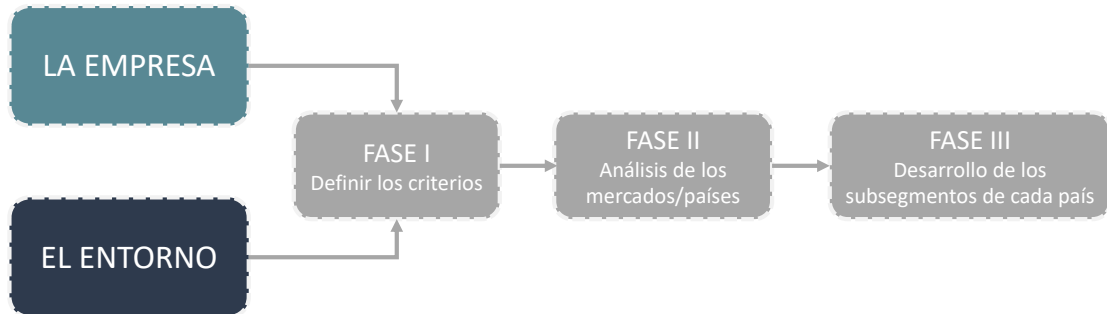 LA EMPRESA
FASE I
Definir los criterios
FASE II
Análisis de los
mercados/países
FASE III
Desarrollo de los
subsegmentos de cada país
EL ENTORNO